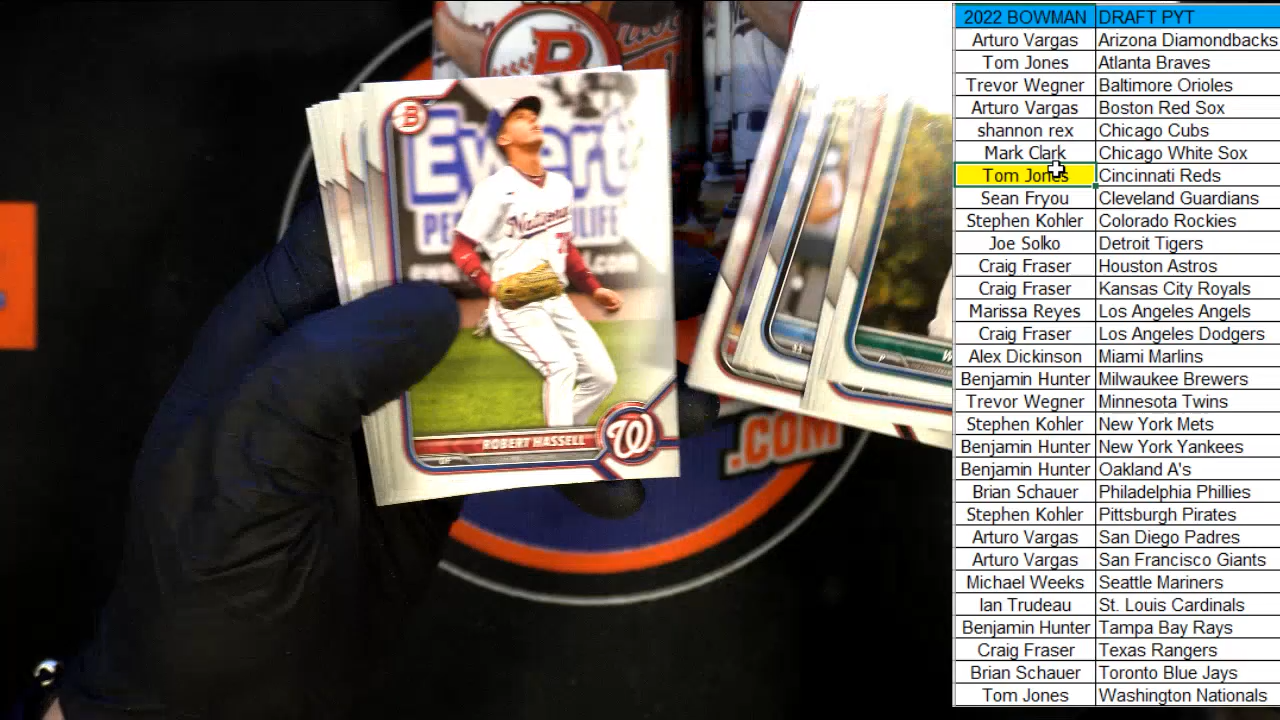 B
B
Ewert
Nationa
ROBERT HASSELL
OF
W
.COM
P
W
2022 BOWMAN DRAFT PYT
Arturo Vargas Arizona Diamondbacks
Tom Jones Atlanta Braves
Trevor Wegner Baltimore Orioles
Arturo Vargas Boston Red Sox
shannon rex Chicago Cubs
Mark Clark Chicago White Sox
Tom Jones Cincinnati Reds
Sean Fryou Cleveland Guardians
Stephen Kohler Colorado Rockies
Joe Solko Detroit Tigers
Craig Fraser Houston Astros
Craig Fraser Kansas City Royals
Marissa Reyes Los Angeles Angels
Craig Fraser Los Angeles Dodgers
Alex Dickinson Miami Marlins
Benjamin Hunter Milwaukee Brewers
Trevor Wegner Minnesota Twins
Stephen Kohler New York Mets
Benjamin Hunter New York Yankees
Benjamin Hunter Oakland A's
Brian Schauer Philadelphia Phillies
Stephen Kohler Pittsburgh Pirates
Arturo Vargas San Diego Padres
Arturo Vargas San Francisco Giants
Michael Weeks Seattle Mariners
Ian Trudeau St. Louis Cardinals
Benjamin Hunter Tampa Bay Rays
Craig Fraser Texas Rangers
Brian Schauer Toronto Blue Jays
Tom Jones Washington Nationals